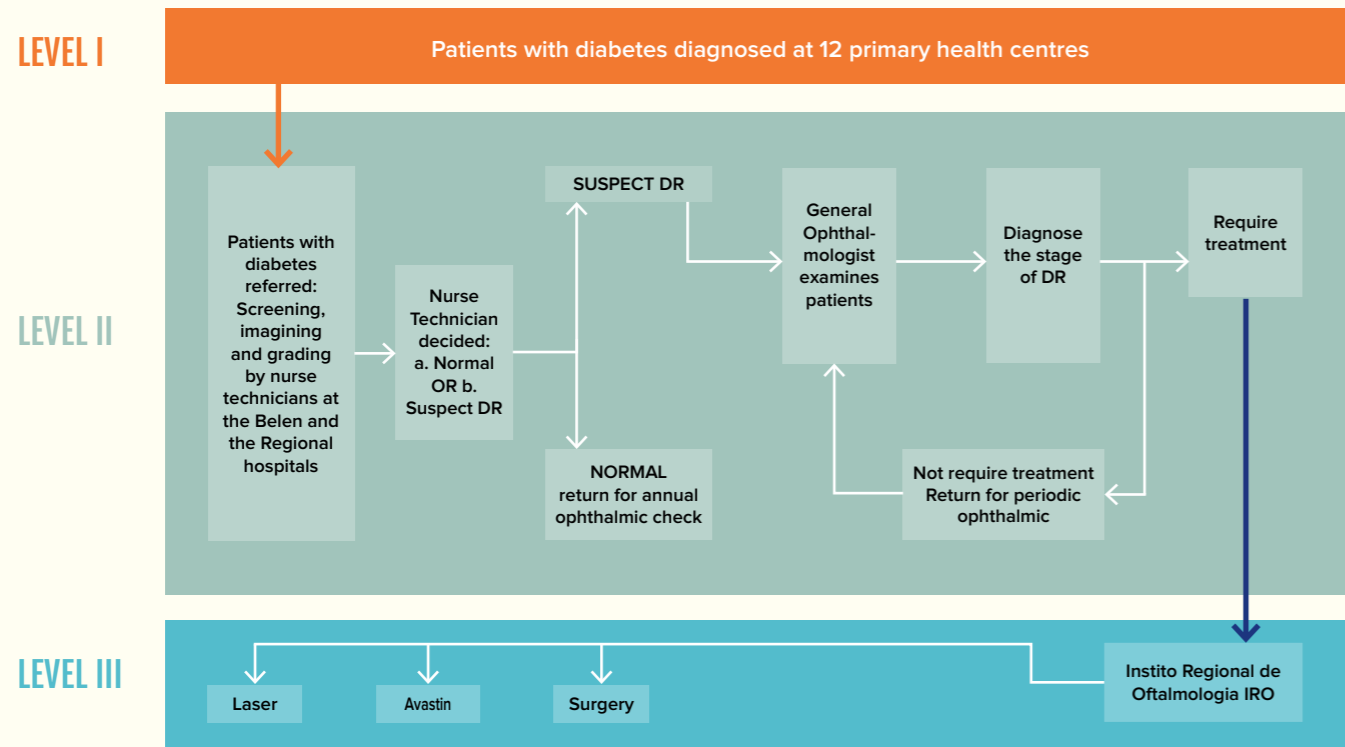 LEVEL I
Patients with diabetes diagnosed at 12 primary health centres
LEVEL II
Patients with
diabetes
referred:
Screening,
imagining
and grading
by nurse
technicians at
the Belen and
the Regional
hospitals
Nurse
Technician
decided:
a. Normal
OR b.
Suspect DR
SUSPECT DR
NORMAL
return for annual
ophthalmic check
General
Ophthal-
mologist
examines
patients
Diagnose
the stage
of DR
Require
treatment
Not require treatment
Return for periodic
ophthalmic
LEVEL III
Laser
Avastin
Surgery
Instito Regional de
Oftalmologia IRO